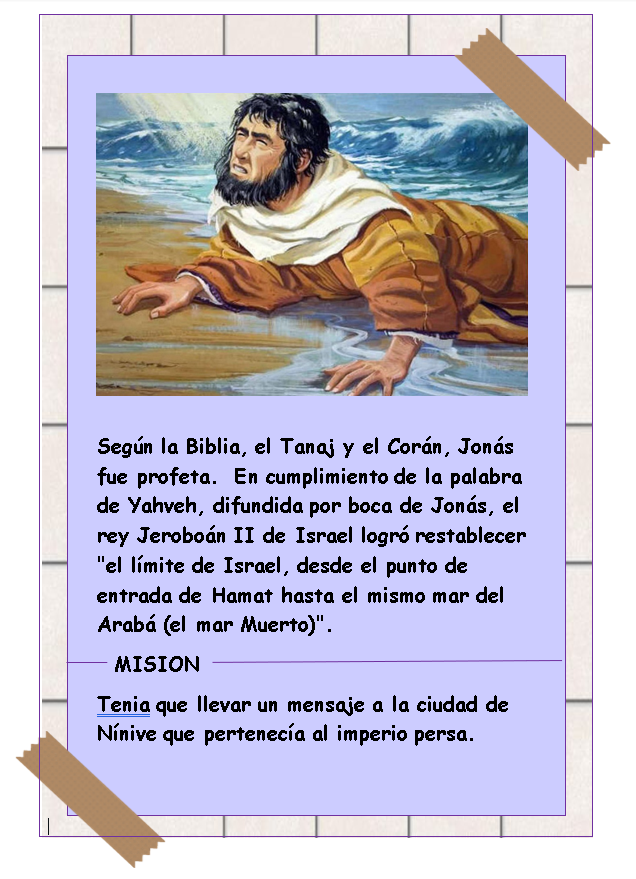 Según la Biblia, el Tanaj y el Corán, Jonás
fue profeta. En cumplimiento de la palabra
de Yahveh, difundida por boca de Jonás, el
rey Jeroboán II de Israel logró restablecer
"el límite de Israel, desde el punto de
entrada de Hamat hasta el mismo mar del
Arabá (el mar Muerto)".
MISION
Tenia que llevar un mensaje a la ciudad de
Nínive que pertenecía al imperio persa.